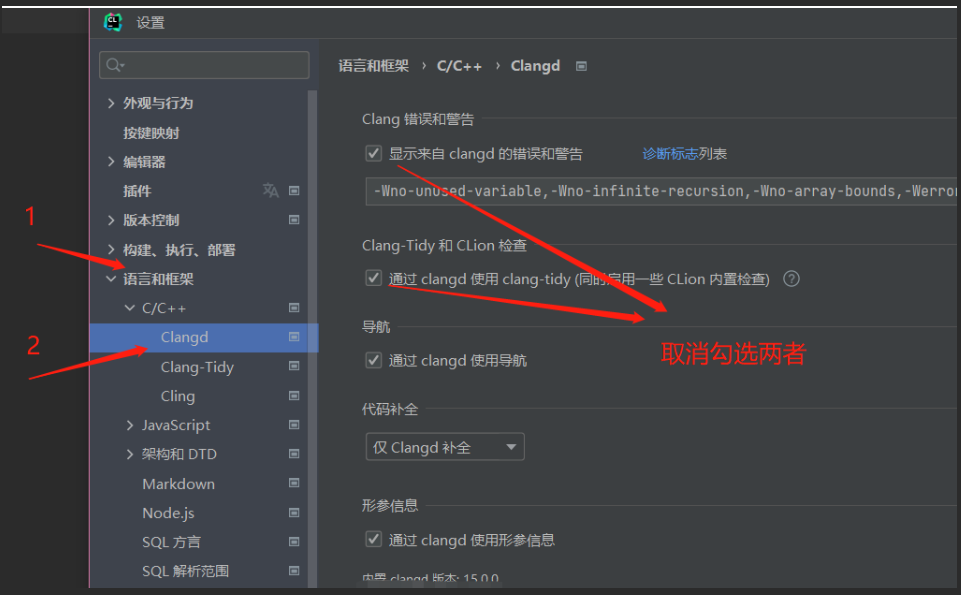 CL 设置
语言和框架 › C/C++ › Clangd
外观与行为
按键映射
编辑器
插件
版本控制
构建、执行、部署
语言和框架
C/C++
Clangd
Clang-Tidy
Cling
JavaScript
架构和 DTD
Markdown
Node.js
SQL 方言
SQL 解析范围
1
2
Clang 错误和警告
显示来自 clangd 的错误和警告 诊断标志列表
-Wno-unused-variable,-Wno-infinite-recursion,-Wno-array-bounds,-Werror
Clang-Tidy 和 CLion 检查
通过 clangd 使用 clang-tidy (同时启用一些 CLion 内置检查) ?
导航
取消勾选两者
通过 clangd 使用导航
代码补全
仅 Clangd 补全
形参信息
通过 clangd 使用形参信息
内置 clangd 版本: 15.0.0